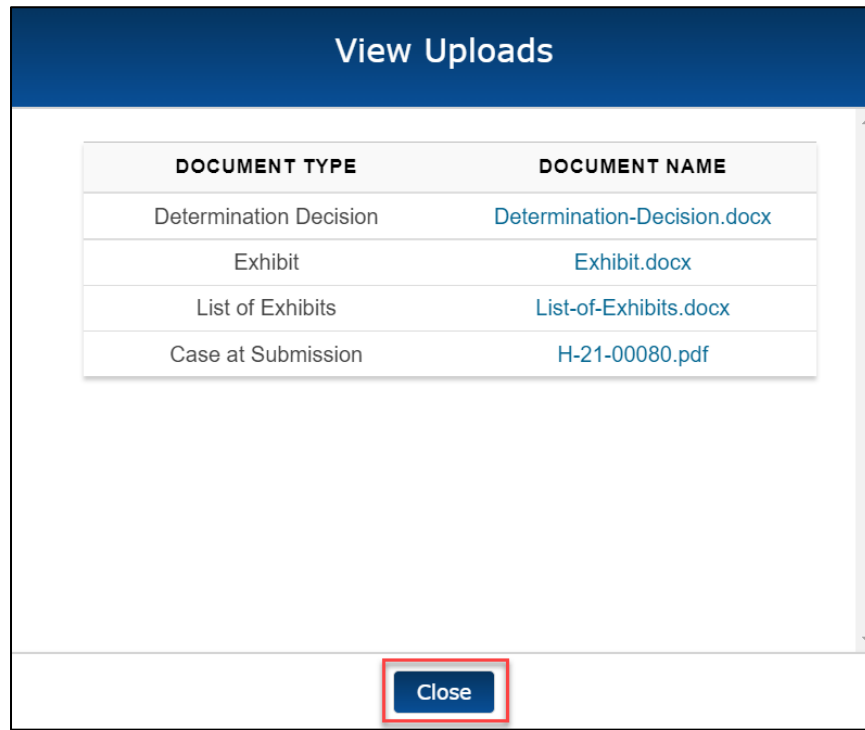 View Uploads
DOCUMENT TYPE DOCUMENT NAME
Determination Decision Determination-Decision.docx
Exhibit Exhibit.docx
List of Exhibits List-of-Exhibits.docx
Case at Submission H-21-00080.pdf
Close